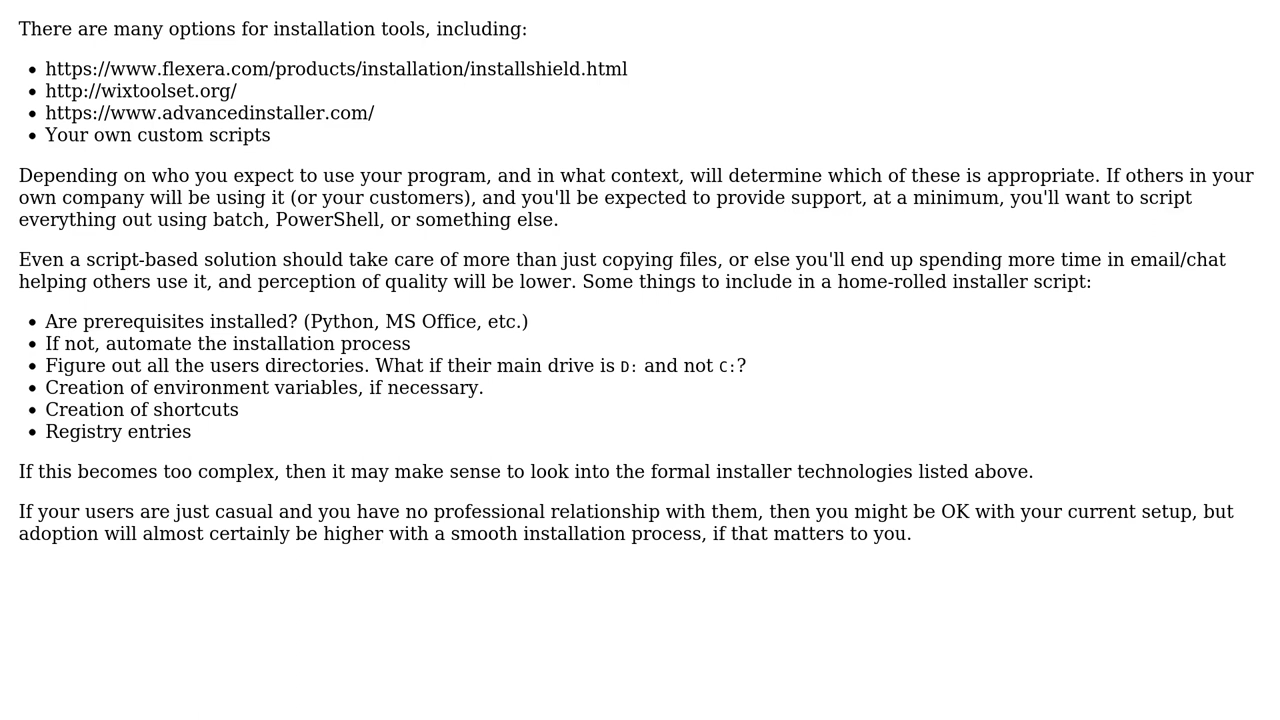 There are many options for installation tools, including:
• https://www.flexera.com/products/installation/installshield.html
• http://wixtoolset.org/
• https://www.advancedinstaller.com/
• Your own custom scripts
Depending on who you expect to use your program, and in what context, will determine which of these is appropriate. If others in your
own company will be using it (or your customers), and you'll be expected to provide support, at a minimum, you'll want to script
everything out using batch, PowerShell, or something else.
Even a script-based solution should take care of more than just copying files, or else you'll end up spending more time in email/chat
helping others use it, and perception of quality will be lower. Some things to include in a home-rolled installer script:
• Are prerequisites installed? (Python, MS Office, etc.)
• If not, automate the installation process
• Figure out all the users directories. What if their main drive is D: and not C:?
• Creation of environment variables, if necessary.
• Creation of shortcuts
• Registry entries
If this becomes too complex, then it may make sense to look into the formal installer technologies listed above.
If your users are just casual and you have no professional relationship with them, then you might be OK with your current setup, but
adoption will almost certainly be higher with a smooth installation process, if that matters to you.